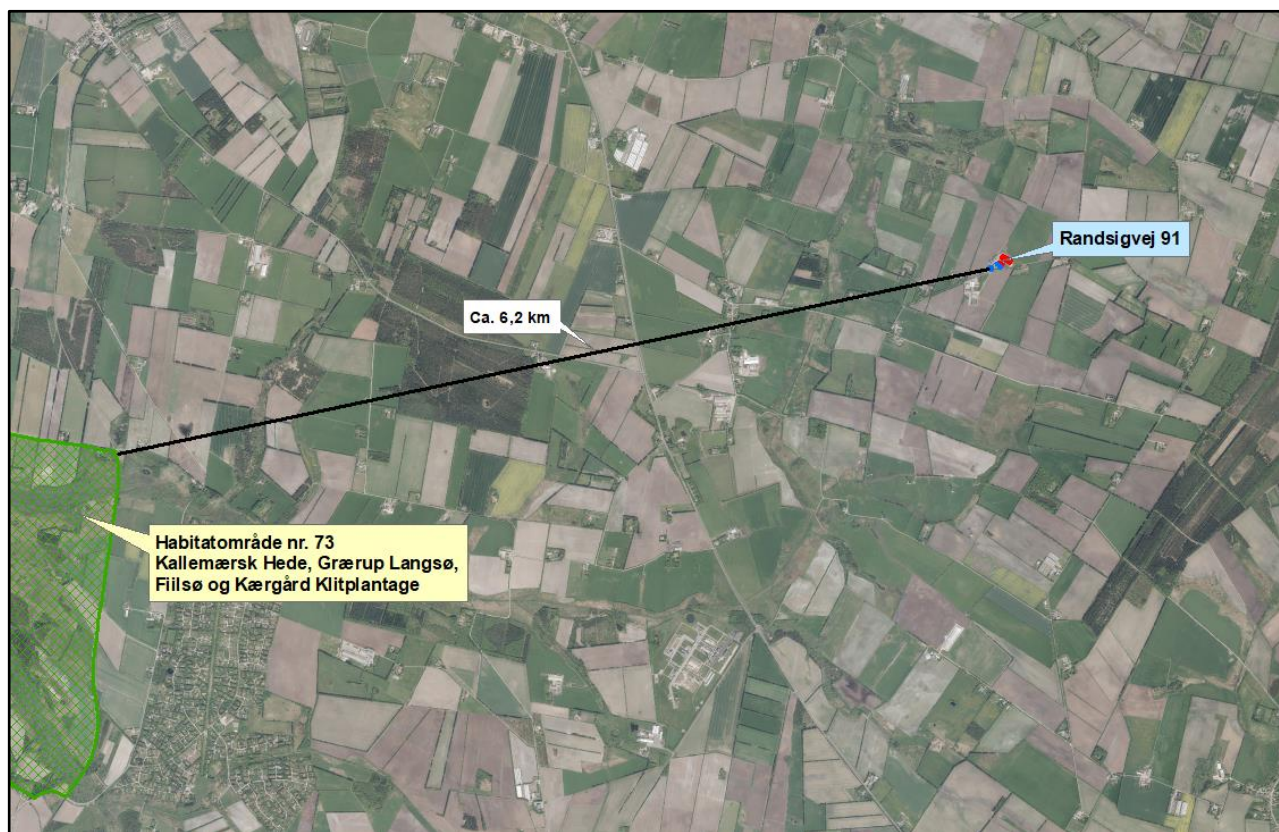 Randsigvej 91
Ca. 6,2 km
Habitatområde nr. 73
Kallemærsk Hede, Grærup Langsø,
Fiilsø og Kærgård Klitplantage